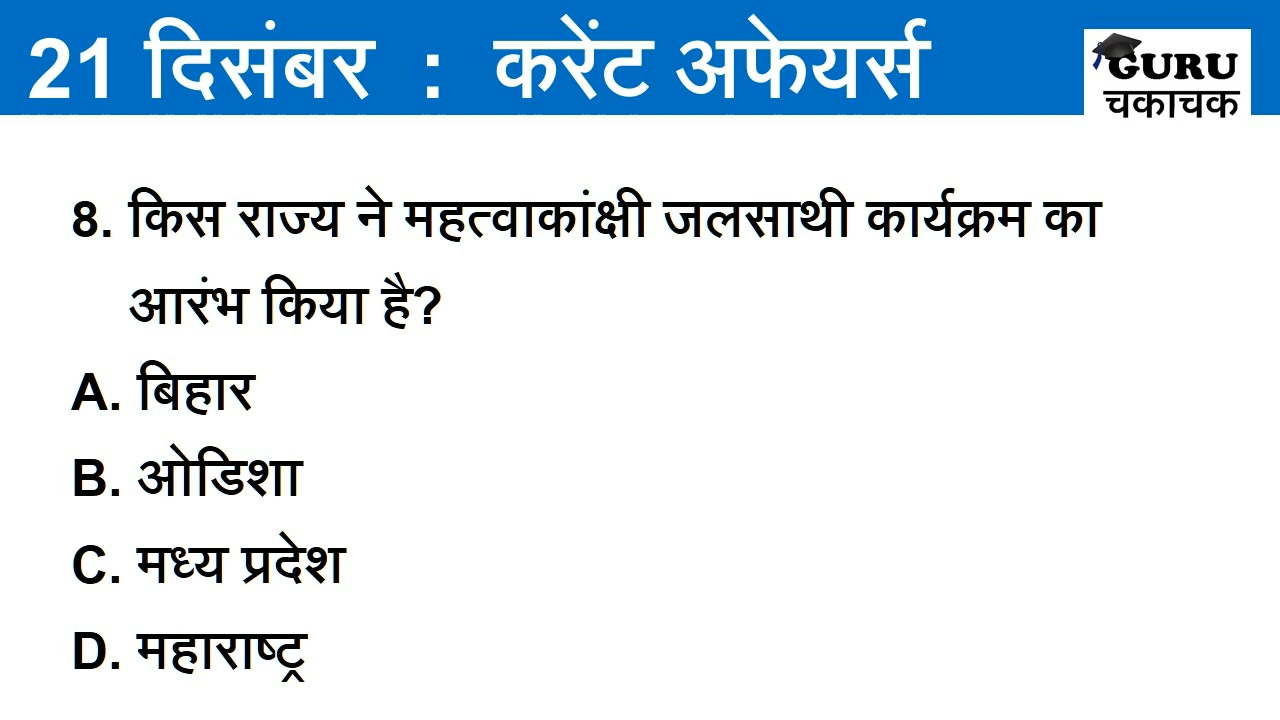 21 दिसंबर : करेंट अफेयर्स
GURU
चकाचक
8. किस राज्य ने महत्वाकांक्षी जलसाथी कार्यक्रम का
आरंभ किया है?
A. बिहार
B. ओडिशा
C. मध्य प्रदेश
D. महाराष्ट्र